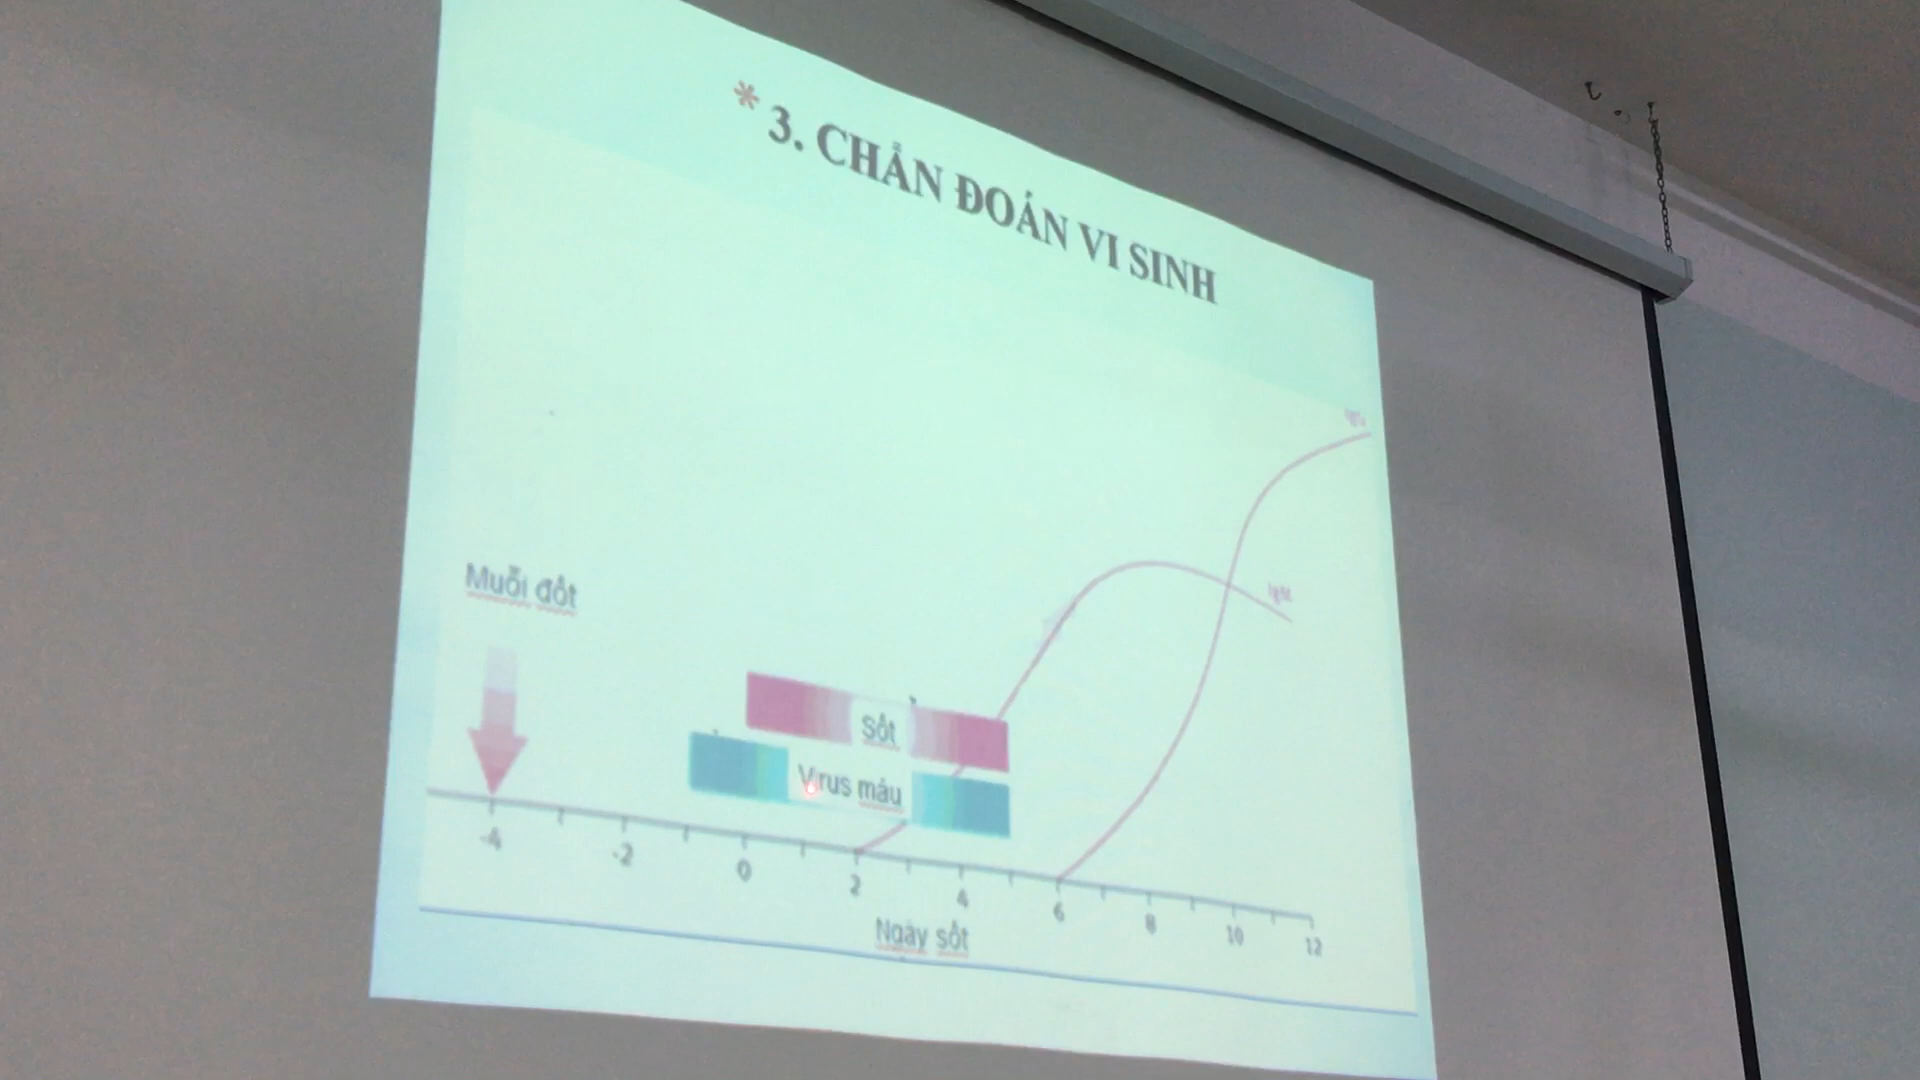 * 3. CHẨN ĐOÁN VI SINH
IgM
Muỗi đốt
Sốt
Virus máu
-4 -2 0 2 4 6 8 10 12
Ngày sốt